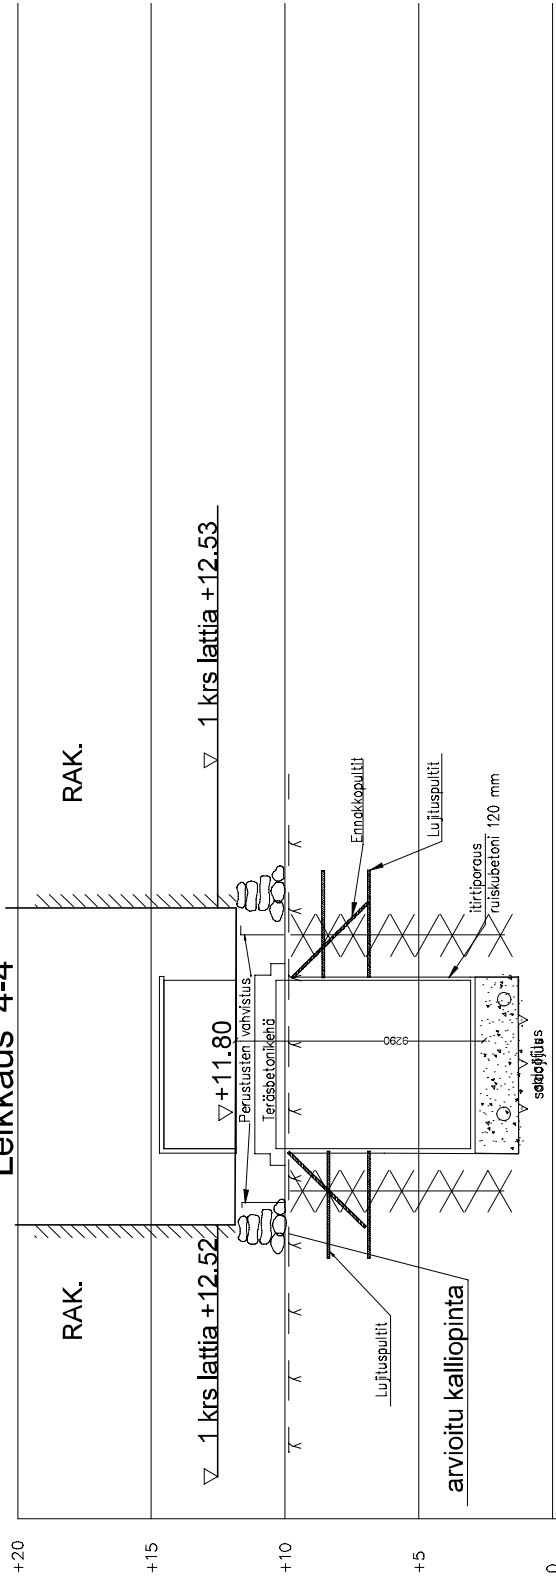 Leikkaus 4-4
RAK.
RAK.
1 krs lattia +12.52
1 krs lattia +12.53
+11.80
Perustusten vahvistus
Teräsbetonikehä
Ennakkopultit
Lujituspultit
Lujituspultit
9290
itirtiporaus
ruiskubetoni 120 mm
arvioitu kalliopinta
+20
+15
+10
+5
0